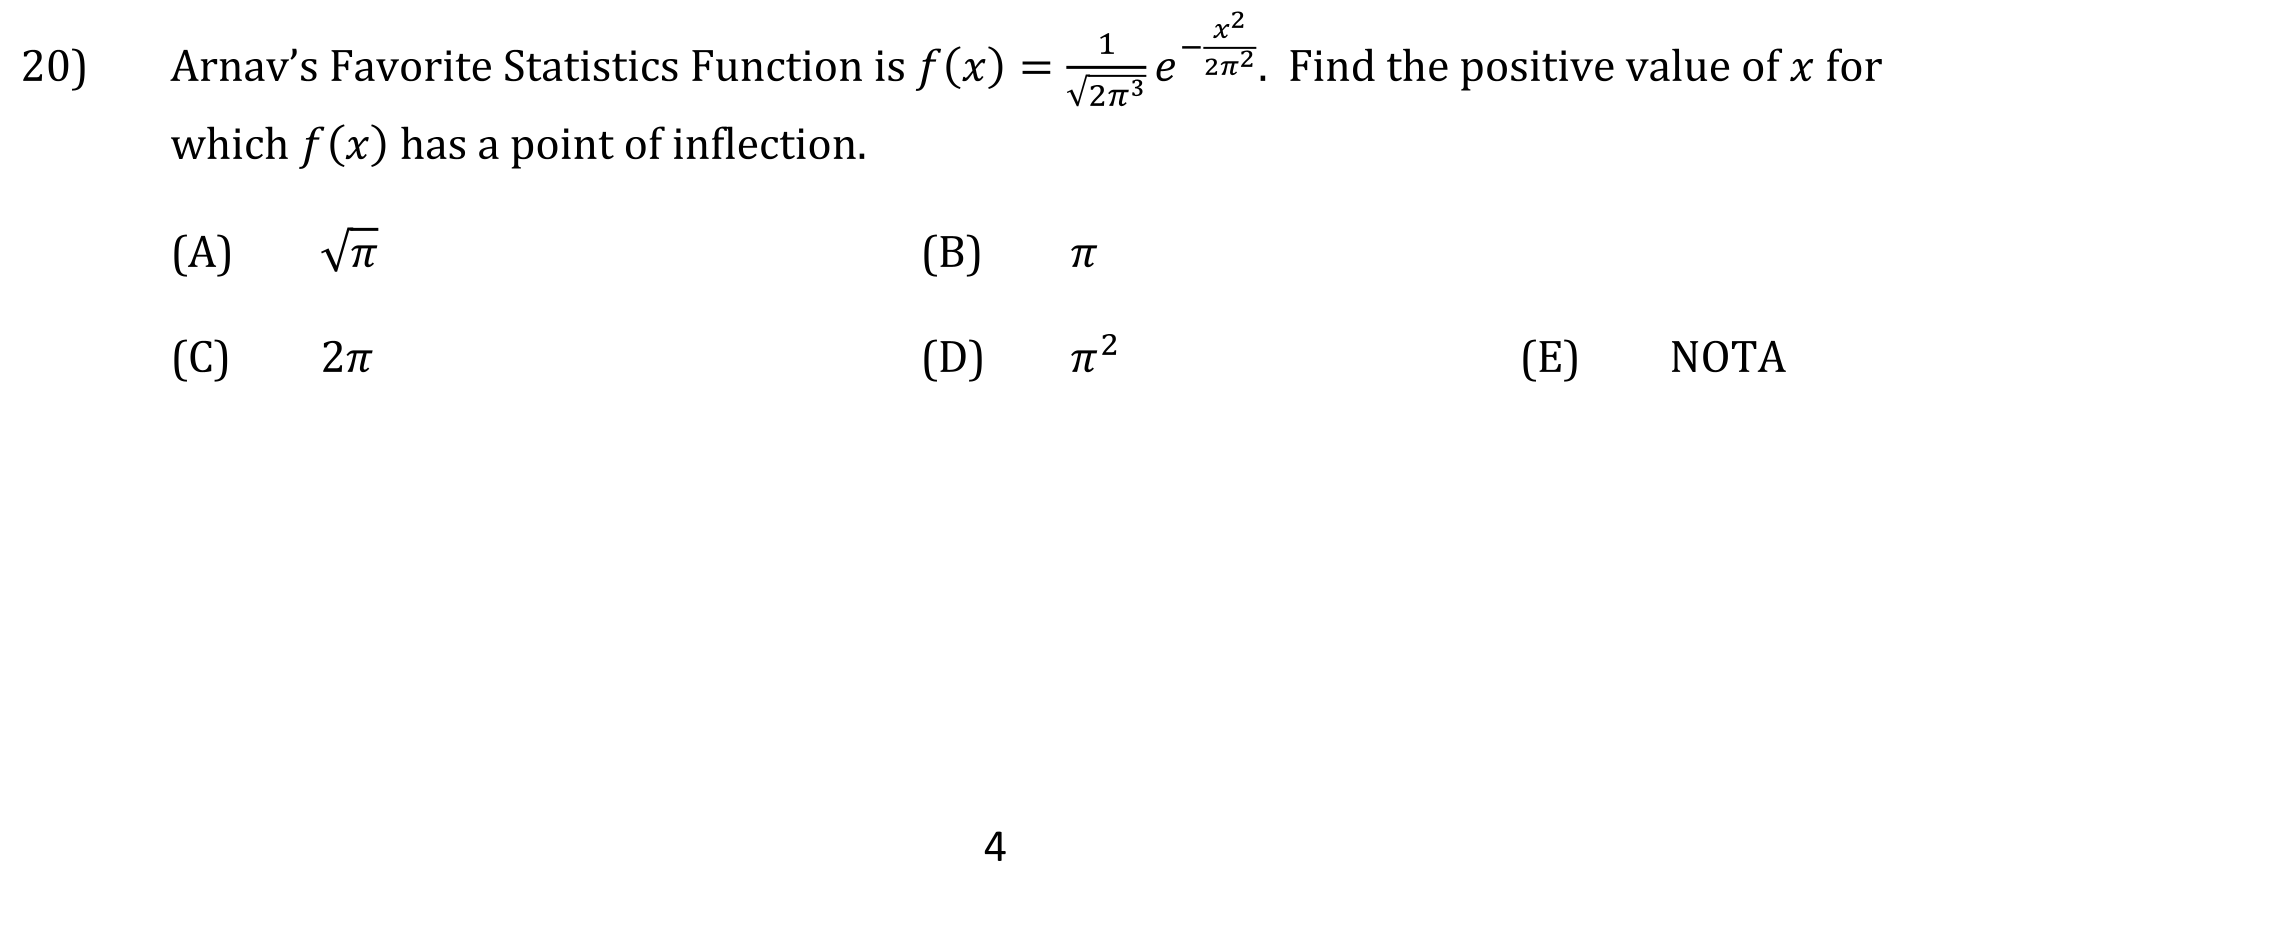 20) Arnav’s Favorite Statistics Function is $f(x) = \frac{1}{\sqrt{2\pi^3}} e^{-\frac{x^2}{2\pi^2}}$. Find the positive value of $x$ for
which $f(x)$ has a point of inflection.
(A) $\sqrt{\pi}$ (B) $\pi$
(C) $2\pi$ (D) $\pi^2$ (E) NOTA
4